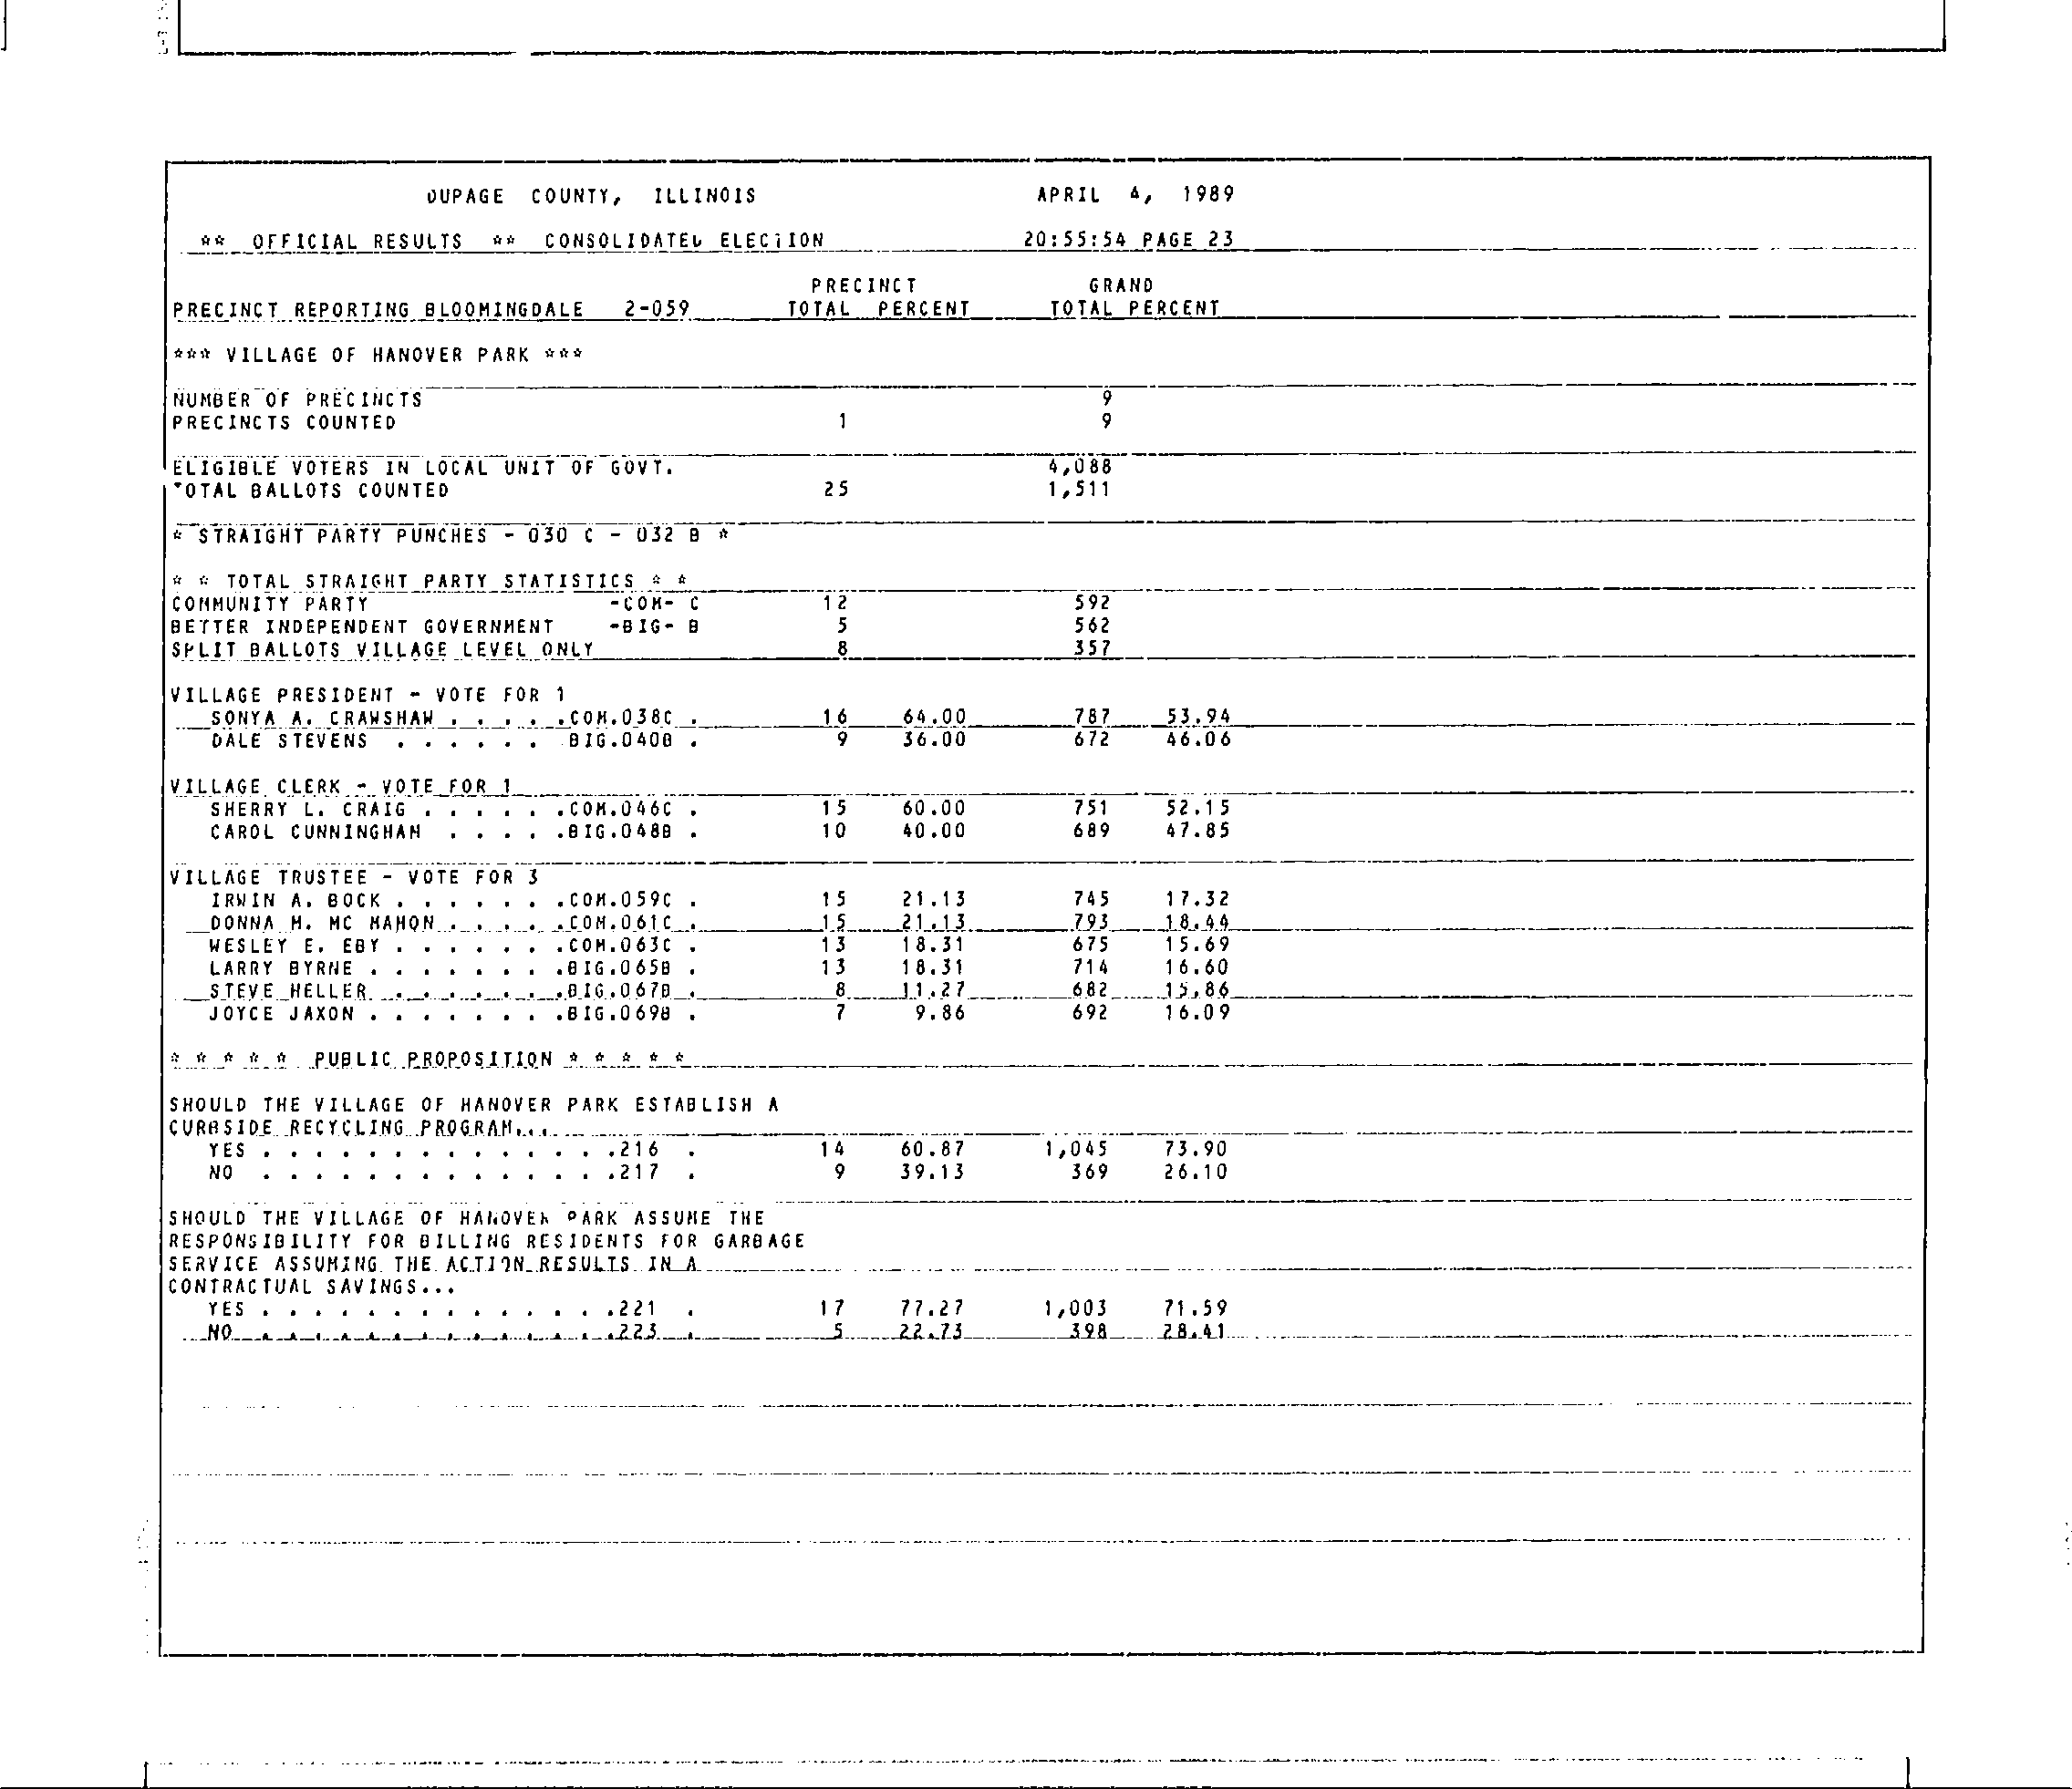 DUPAGE COUNTY, ILLINOIS APRIL 4, 1989
** OFFICIAL RESULTS ** CONSOLIDATED ELECTION 20:55:54 PAGE 23
PRECINCT GRAND
PRECINCT REPORTING BLOOMINGDALE 2-059 TOTAL PERCENT TOTAL PERCENT
*** VILLAGE OF HANOVER PARK ***
NUMBER OF PRECINCTS 9
PRECINCTS COUNTED 1 9
ELIGIBLE VOTERS IN LOCAL UNIT OF GOVT. 4,088
TOTAL BALLOTS COUNTED 25 1,511
* STRAIGHT PARTY PUNCHES - 030 C - 032 B *
* * TOTAL STRAIGHT PARTY STATISTICS * *
COMMUNITY PARTY -COM- C 12 592
BETTER INDEPENDENT GOVERNMENT -BIG- B 5 562
SPLIT BALLOTS VILLAGE LEVEL ONLY 8 357
VILLAGE PRESIDENT - VOTE FOR 1
SONYA A. CRAWSHAW . . . . .COM.038C . 16 64.00 787 53.94
DALE STEVENS . . . . . . BIG.040B . 9 36.00 672 46.06
VILLAGE CLERK - VOTE FOR 1
SHERRY L. CRAIG . . . . . .COM.046C . 15 60.00 751 52.15
CAROL CUNNINGHAM . . . . .BIG.048B . 10 40.00 689 47.85
VILLAGE TRUSTEE - VOTE FOR 3
IRWIN A. BOCK . . . . . . .COM.059C . 15 21.13 745 17.32
DONNA M. MC MAHON . . . . .COM.061C . 15 21.13 793 18.44
WESLEY E. EBY . . . . . . .COM.063C . 13 18.31 675 15.69
LARRY BYRNE . . . . . . . .BIG.065B . 13 18.31 714 16.60
STEVE HELLER . . . . . . .BIG.067B . 8 11.27 682 15.86
JOYCE JAXON . . . . . . . .BIG.069B . 7 9.86 692 16.09
* * * * * PUBLIC PROPOSITION * * * * *
SHOULD THE VILLAGE OF HANOVER PARK ESTABLISH A
CURBSIDE RECYCLING PROGRAM...
YES . . . . . . . . . . . . . .216 . 14 60.87 1,045 73.90
NO . . . . . . . . . . . . . .217 . 9 39.13 369 26.10
SHOULD THE VILLAGE OF HANOVER PARK ASSUME THE
RESPONSIBILITY FOR BILLING RESIDENTS FOR GARBAGE
SERVICE ASSUMING THE ACTION RESULTS IN A
CONTRACTUAL SAVINGS...
YES . . . . . . . . . . . . . .221 . 17 77.27 1,003 71.59
NO . . . . . . . . . . . . . .223 . 5 22.73 398 28.41